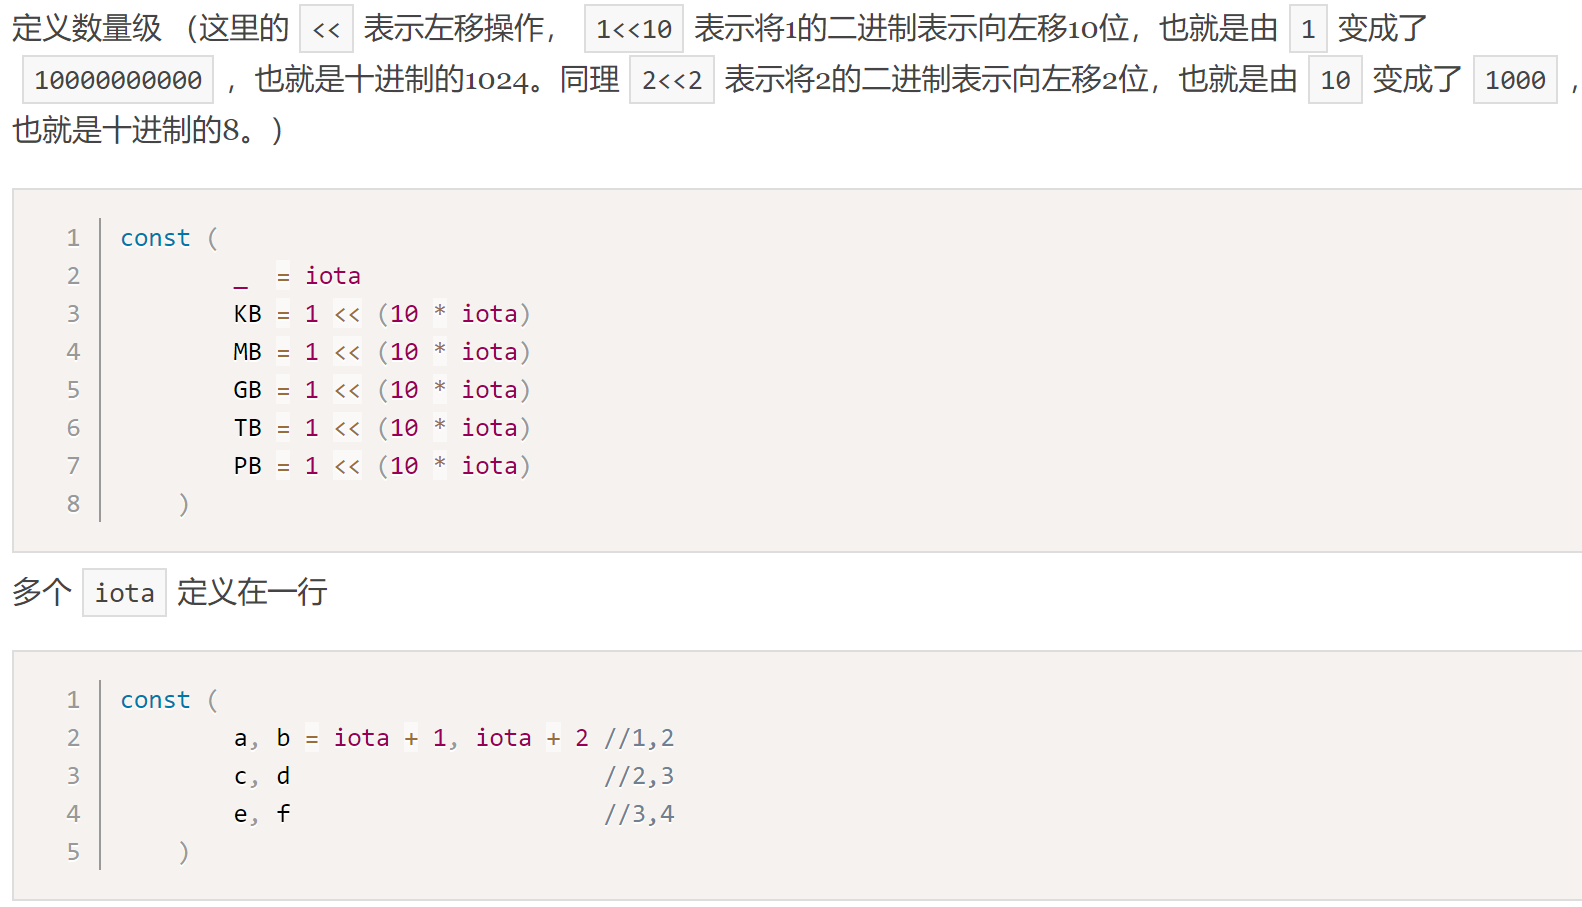 定义数量级 （这里的 << 表示左移操作， 1<<10 表示将1的二进制表示向左移10位，也就是由 1 变成了
10000000000 ，也就是十进制的1024。同理 2<<2 表示将2的二进制表示向左移2位，也就是由 10 变成了 1000 ，
也就是十进制的8。）
1 const (
2 _ = iota
3 KB = 1 << (10 * iota)
4 MB = 1 << (10 * iota)
5 GB = 1 << (10 * iota)
6 TB = 1 << (10 * iota)
7 PB = 1 << (10 * iota)
8 )
多个 iota 定义在一行
1 const (
2 a, b = iota + 1, iota + 2 //1,2
3 c, d //2,3
4 e, f //3,4
5 )